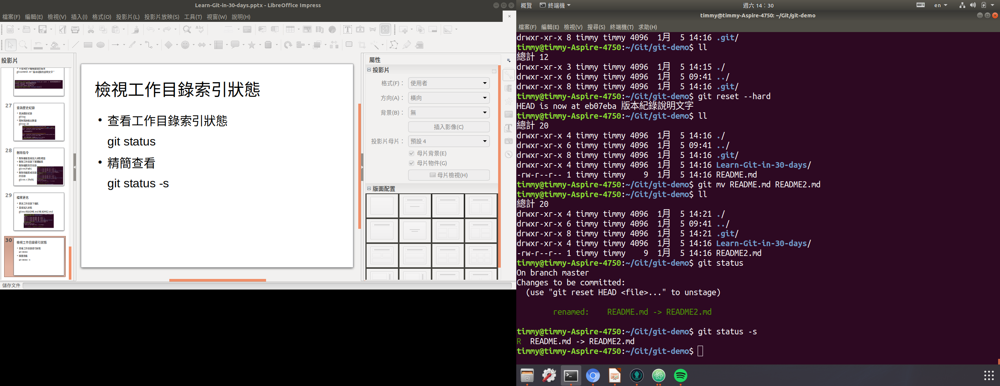 Learn-Git-in-30-days.pptx - LibreOffice Impress
檔案(F) 編輯(E) 檢視(V) 插入(I) 格式(O) 投影片(L) 投影片放映(S) 工具(T) 視窗(W) 說明(H)
投影片
不使用文字編輯器提交版本
git commit -m "版本紀錄的說明文字"
27
查詢歷史紀錄
• 查詢歷史紀錄
git log
• 限制查詢輸出數量
git log -10
28
刪除指令
• 刪除後會直接加入狀態裡面
• 刪除工作目錄下實體檔案
• 刪除檔案與空目錄
git rm [Path]
• 刪除有檔案或目錄的目錄
git rm -r [Path]
29
檔案更名
• 更改工作目錄下檔名
• 直接加入狀態
git mv README.md README2.md
30
檢視工作目錄索引狀態
• 查看工作目錄索引狀態
git status
• 精簡查看
git status -s
檢視工作目錄索引狀態
• 查看工作目錄索引狀態
git status
• 精簡查看
git status -s
屬性
投影片
格式(F)： 使用者
方向(A)： 橫向
背景(B)： 無
插入影像(C)
投影片母片： 預設 4
母片背景(E)
母片物件(G)
母片檢視(H)
版面配置
儲存文件
概覽 終端機 週六 14：30 en
timmy@timmy-Aspire-4750: ~/Git/git-demo
檔案(F) 編輯(E) 檢視(V) 搜尋(S) 終端機(T) 求助(H)
drwxr-xr-x 8 timmy timmy 4096 1月 5 14:16 .git/
timmy@timmy-Aspire-4750:~/Git/git-demo$ ll
總計 12
drwxr-xr-x 3 timmy timmy 4096 1月 5 14:15 ./
drwxr-xr-x 6 timmy timmy 4096 1月 5 09:41 ../
drwxr-xr-x 8 timmy timmy 4096 1月 5 14:16 .git/
timmy@timmy-Aspire-4750:~/Git/git-demo$ git reset --hard
HEAD is now at eb07eba 版本紀錄說明文字
timmy@timmy-Aspire-4750:~/Git/git-demo$ ll
總計 20
drwxr-xr-x 4 timmy timmy 4096 1月 5 14:16 ./
drwxr-xr-x 6 timmy timmy 4096 1月 5 09:41 ../
drwxr-xr-x 8 timmy timmy 4096 1月 5 14:16 .git/
drwxr-xr-x 4 timmy timmy 4096 1月 5 14:16 Learn-Git-in-30-days/
-rw-r--r-- 1 timmy timmy 9 1月 5 14:16 README.md
timmy@timmy-Aspire-4750:~/Git/git-demo$ git mv README.md README2.md
timmy@timmy-Aspire-4750:~/Git/git-demo$ ll
總計 20
drwxr-xr-x 4 timmy timmy 4096 1月 5 14:21 ./
drwxr-xr-x 6 timmy timmy 4096 1月 5 09:41 ../
drwxr-xr-x 8 timmy timmy 4096 1月 5 14:21 .git/
drwxr-xr-x 4 timmy timmy 4096 1月 5 14:16 Learn-Git-in-30-days/
-rw-r--r-- 1 timmy timmy 9 1月 5 14:16 README2.md
timmy@timmy-Aspire-4750:~/Git/git-demo$ git status
On branch master
Changes to be committed:
(use "git reset HEAD <file>..." to unstage)
renamed: README.md -> README2.md
timmy@timmy-Aspire-4750:~/Git/git-demo$ git status -s
R README.md -> README2.md
timmy@timmy-Aspire-4750:~/Git/git-demo$